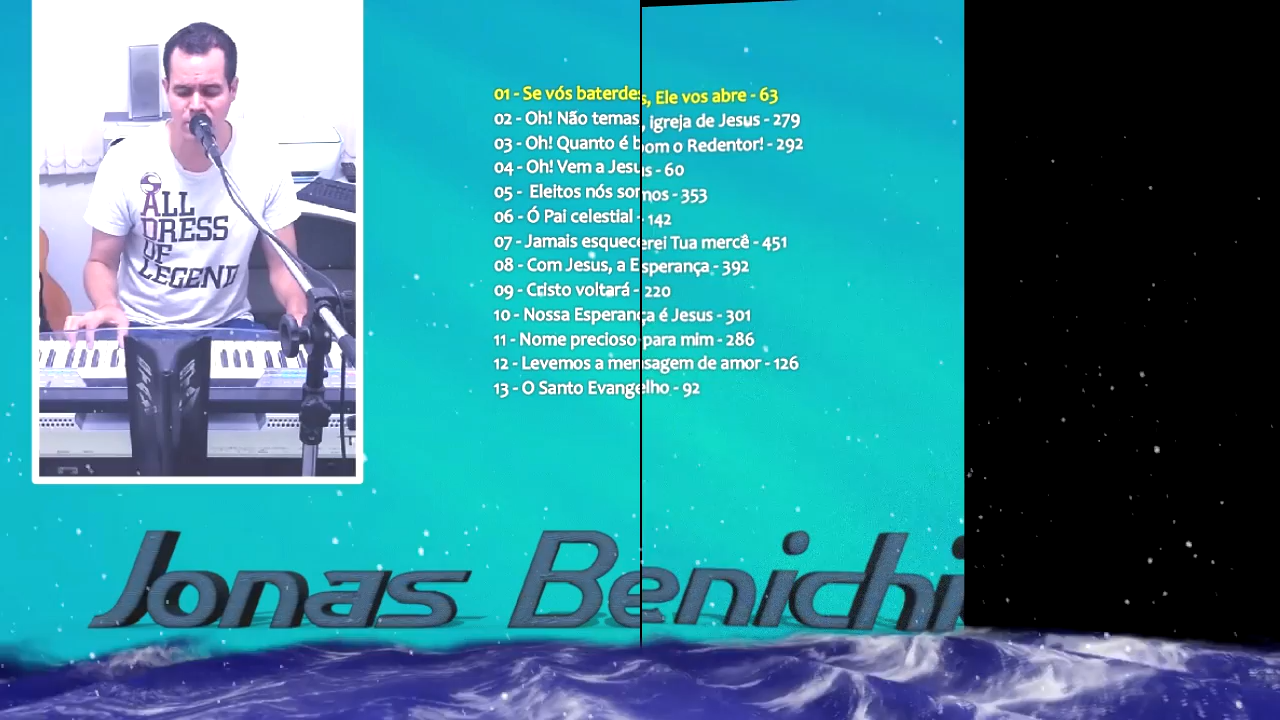 SALL
DRESS
OF
LEGEND
01 - Se vós baterdes, Ele vos abre - 63
02 - Oh! Não temas, igreja de Jesus - 279
03 - Oh! Quanto é bom o Redentor! - 292
04 - Oh! Vem a Jesus - 60
05 - Eleitos nós somos - 353
06 - Ó Pai celestial - 142
07 - Jamais esquecerei Tua mercê - 451
08 - Com Jesus, a Esperança - 392
09 - Cristo voltará - 220
10 - Nossa Esperança é Jesus - 301
11 - Nome precioso para mim - 286
12 - Levemos a mensagem de amor - 126
13 - O Santo Evangelho - 92
Jonas Benichi